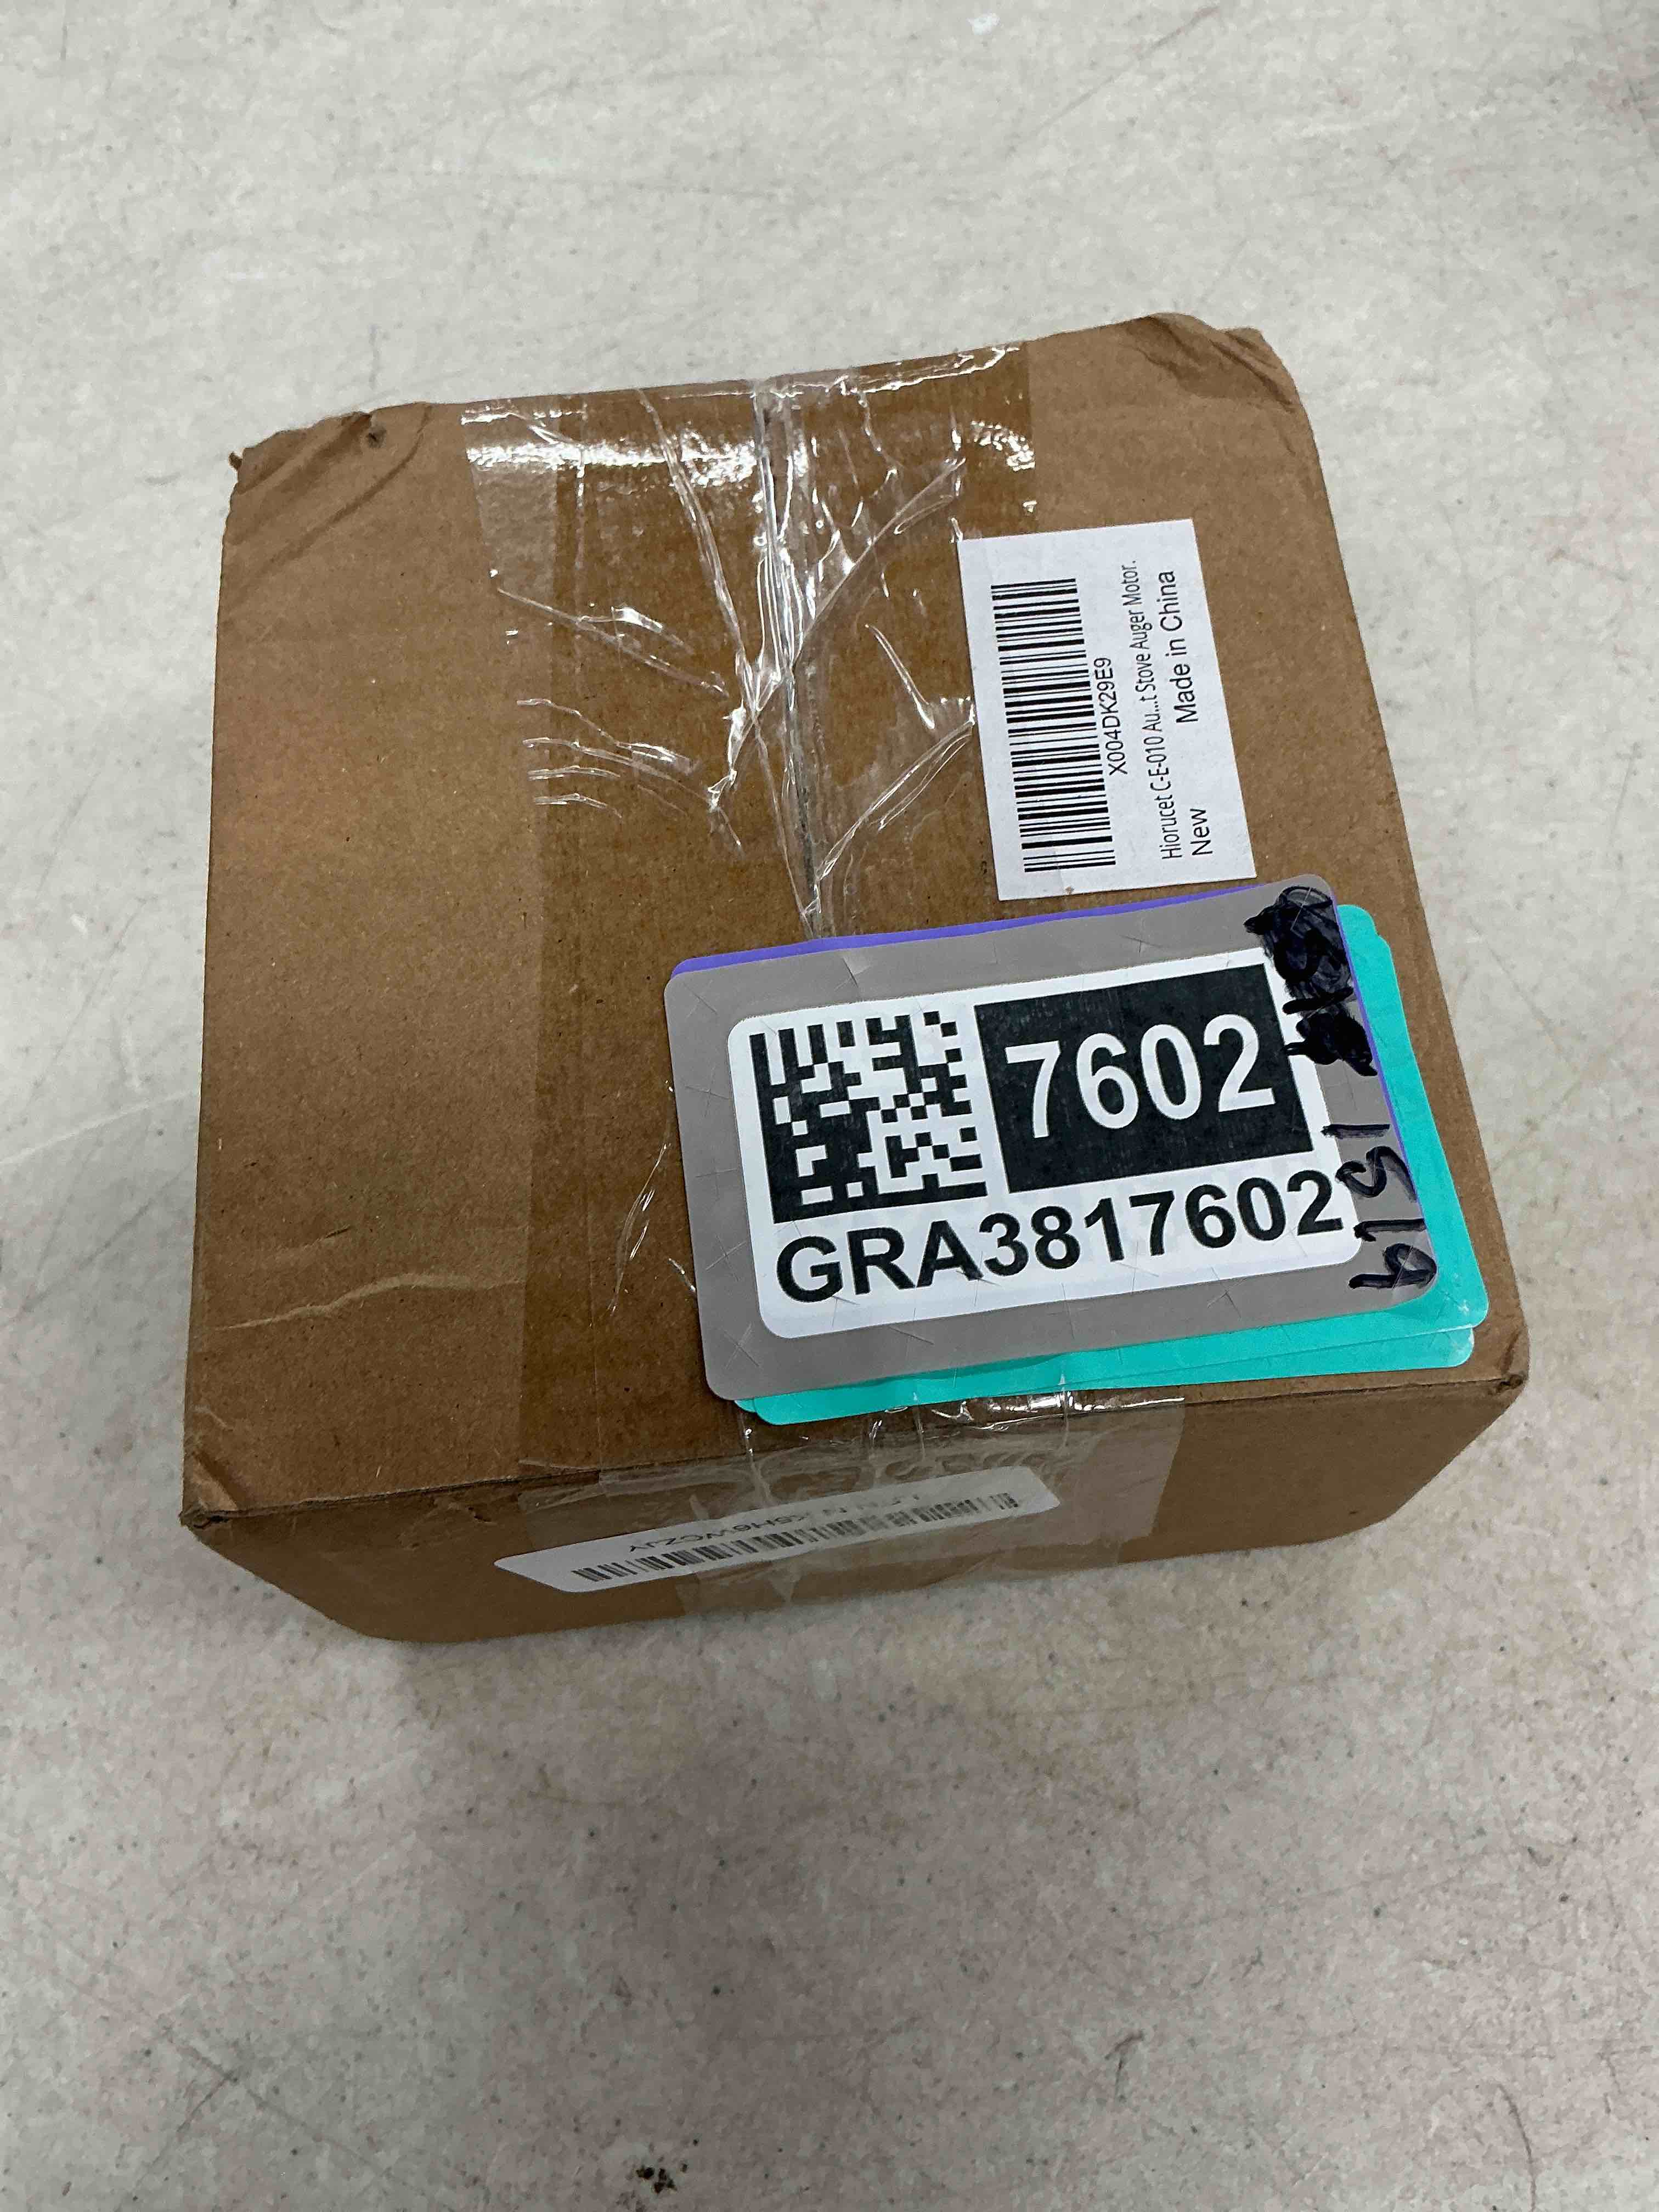 X004DK29E9
Hiorucet C-E-010 Au...t Stove Auger Motor.
New Made in China
7602
GRA3817602